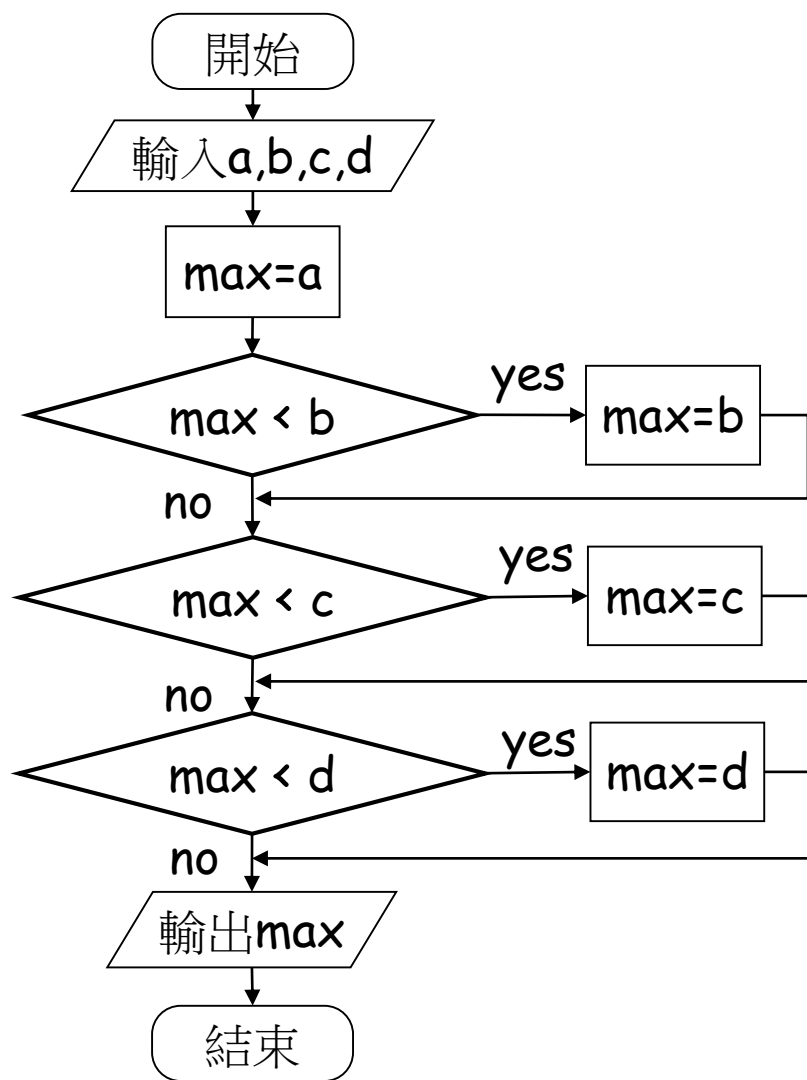 開始
輸入a,b,c,d
max=a
max < b
yes
max=b
no
max < c
yes
max=c
no
max < d
yes
max=d
no
輸出max
結束